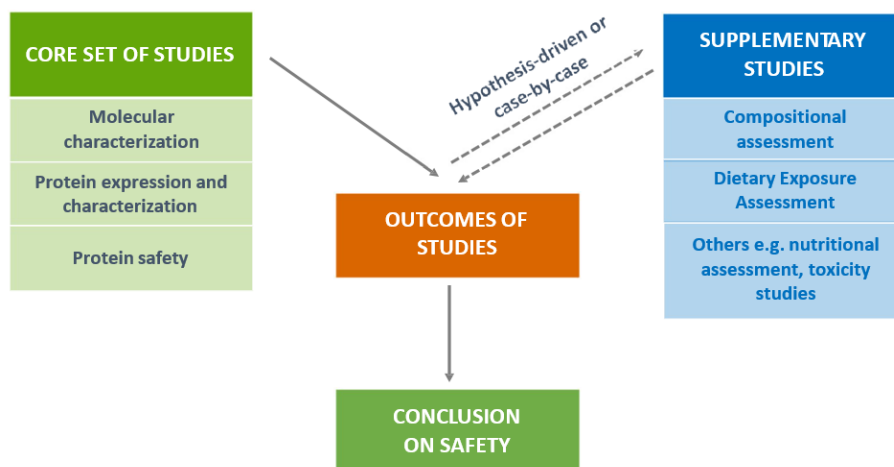 CORE SET OF STUDIES
Molecular
characterization
Protein expression and
characterization
Protein safety
Hypothesis-driven or
case-by-case
OUTCOMES OF
STUDIES
CONCLUSION
ON SAFETY
SUPPLEMENTARY
STUDIES
Compositional
assessment
Dietary Exposure
Assessment
Others e.g. nutritional
assessment, toxicity
studies